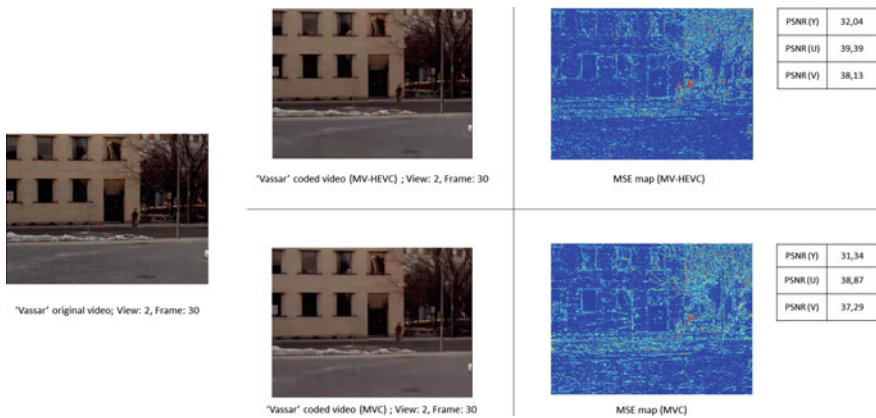 PSNR (Y) 32,04
PSNR (U) 39,39
PSNR (V) 38,13
'Vassar' coded video (MV-HEVC) ; View: 2, Frame: 30
MSE map (MV-HEVC)
'Vassar' original video; View: 2, Frame: 30
PSNR (Y) 31,34
PSNR (U) 38,87
PSNR (V) 37,29
'Vassar' coded video (MVC) ; View: 2, Frame: 30
MSE map (MVC)